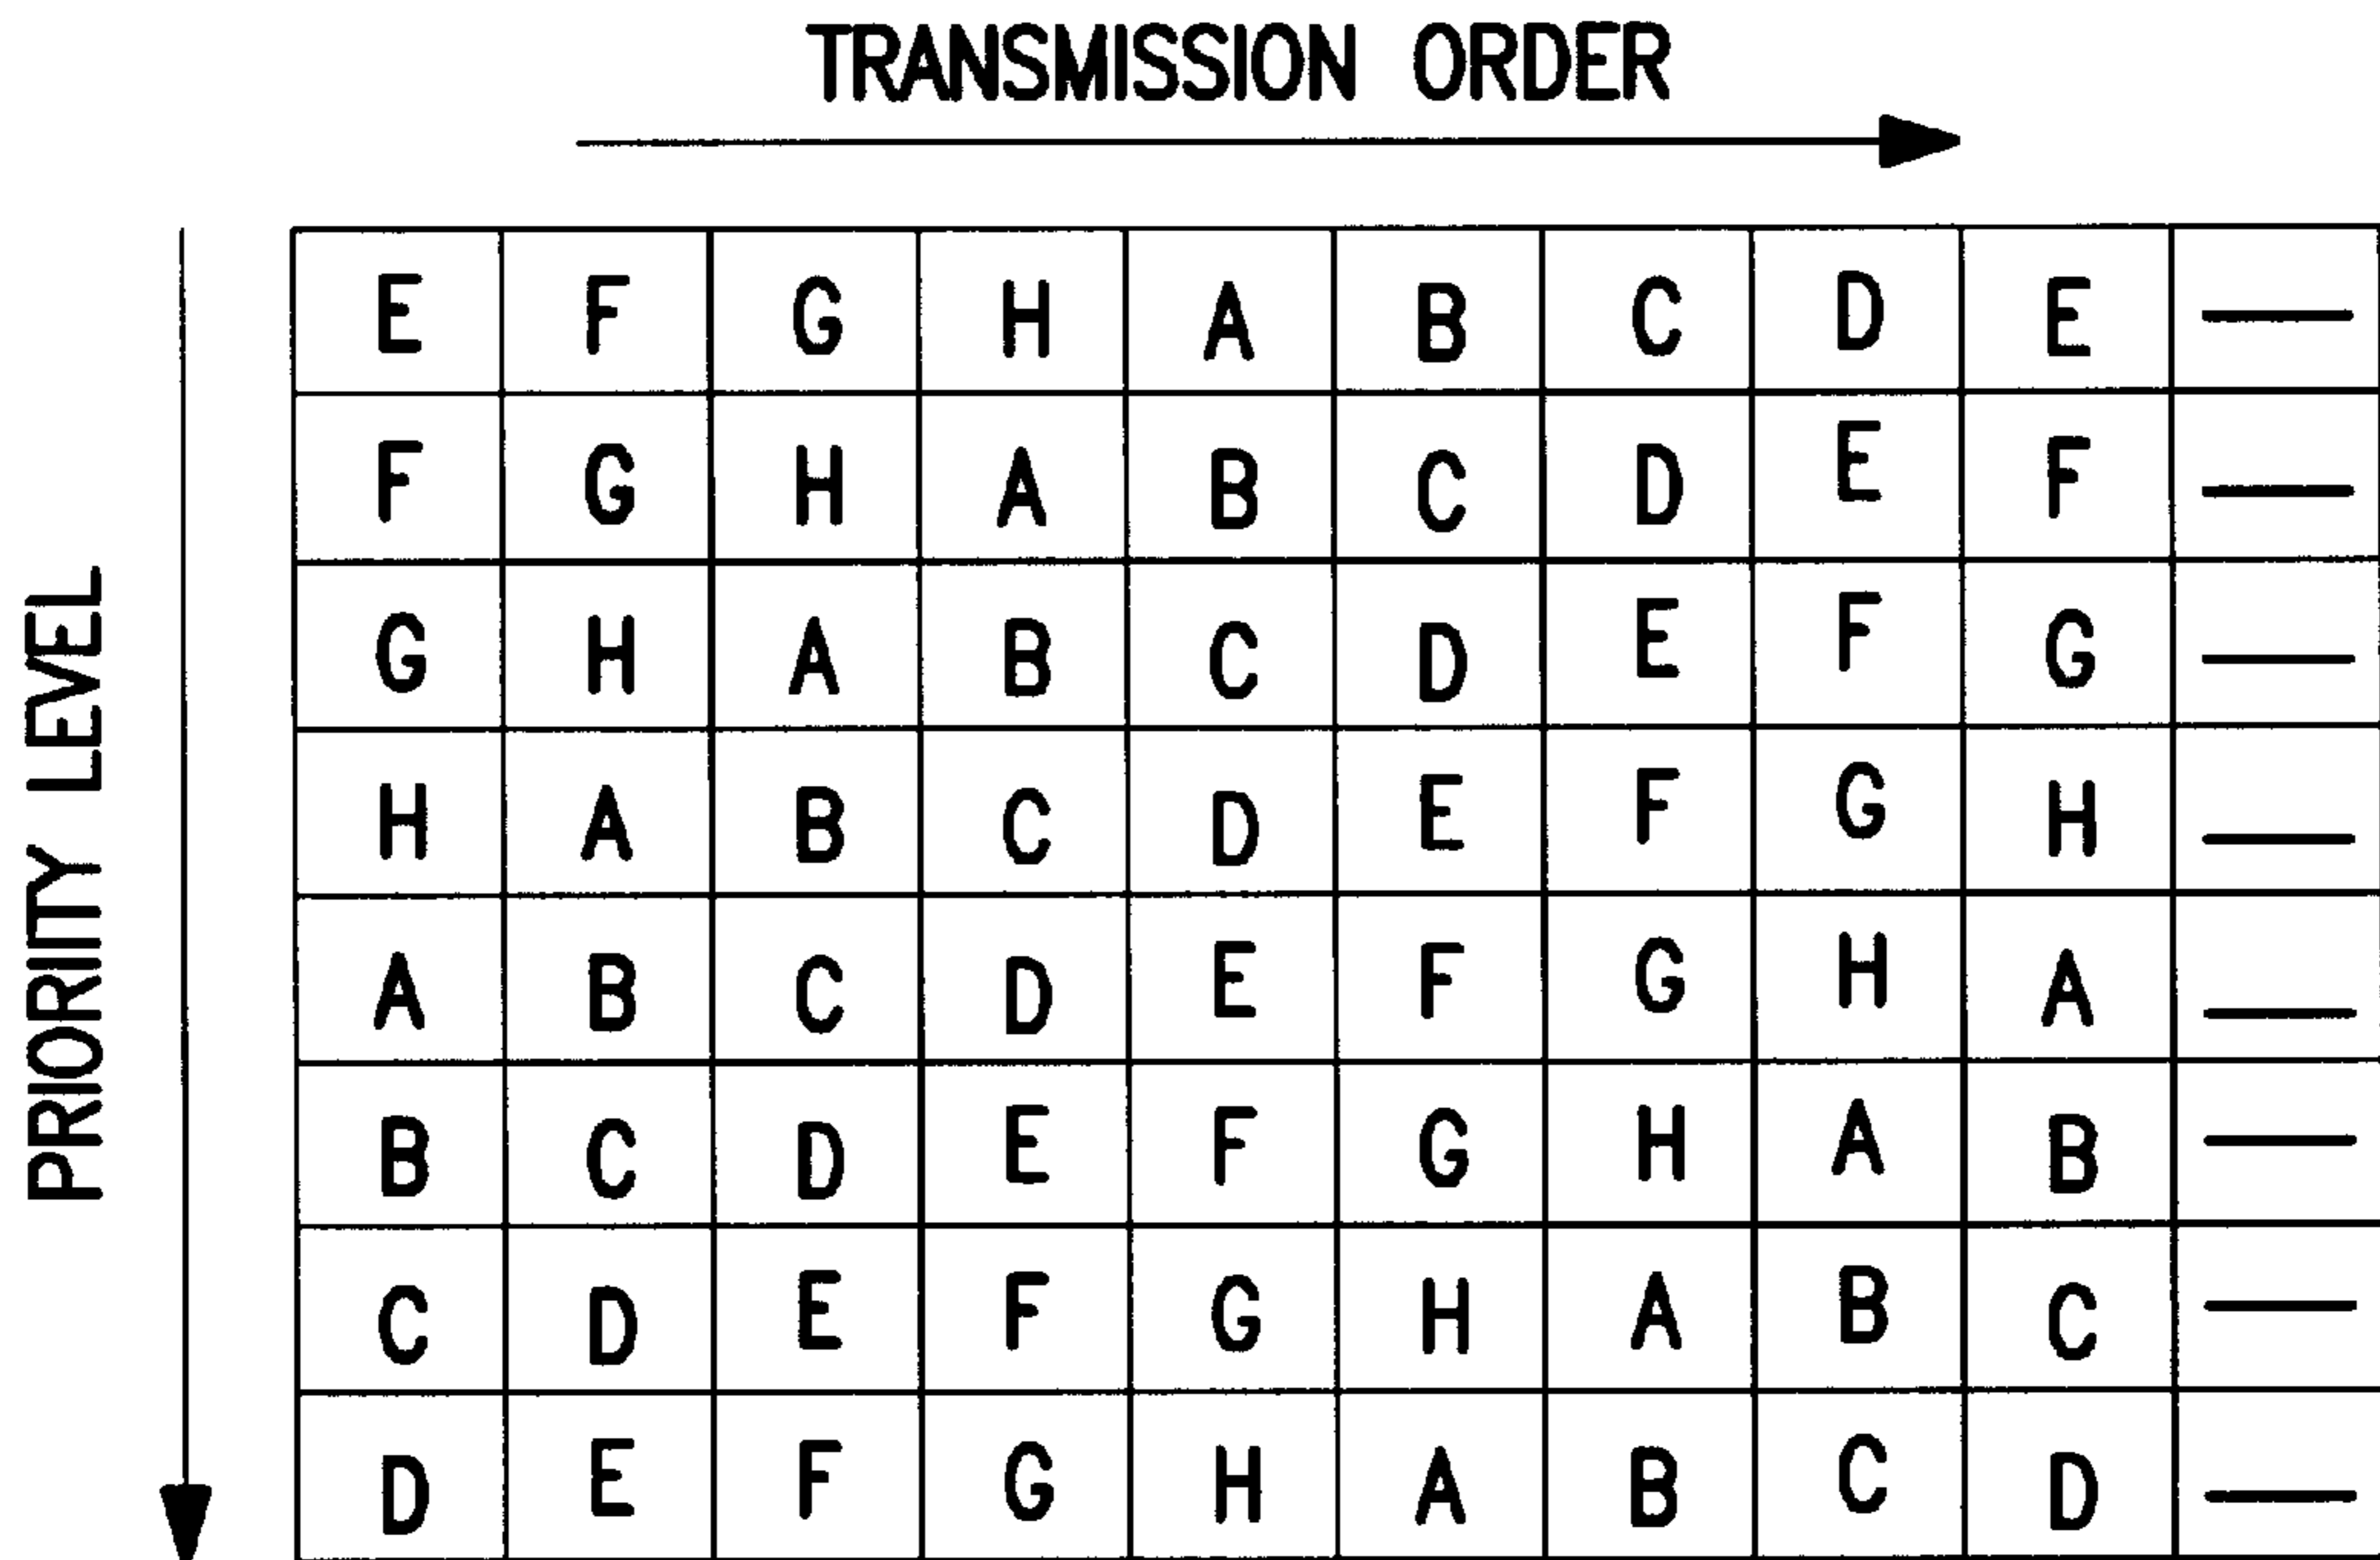 TRANSMISSION ORDER
PRIORITY LEVEL
E F G H A B C D E —
F G H A B C D E F —
G H A B C D E F G —
H A B C D E F G H —
A B C D E F G H A —
B C D E F G H A B —
C D E F G H A B C —
D E F G H A B C D —